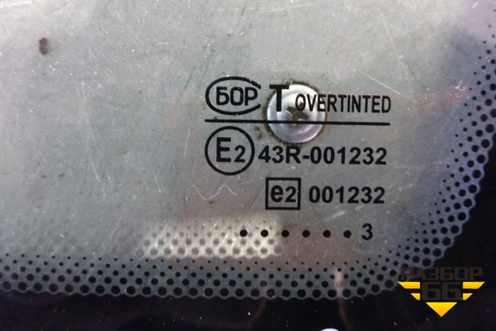 БОР T OVERTINTED
E2 43R-001232
e2 001232
. . . . . . 3
РАЗБОР
66